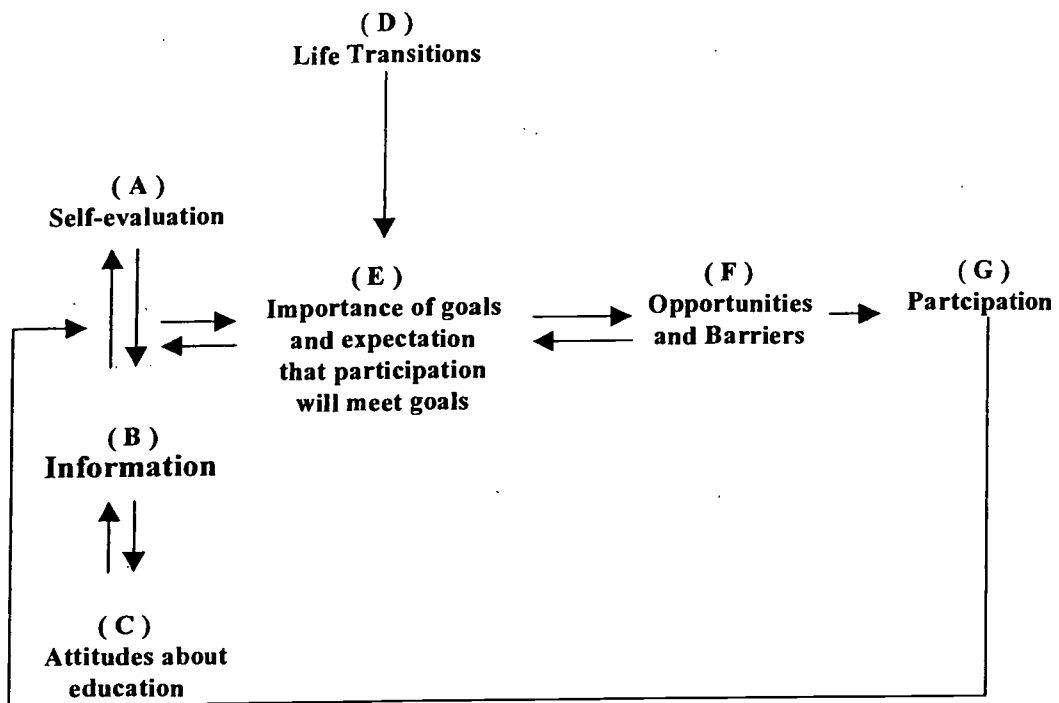 ( D )
Life Transitions
( A )
Self-evaluation
( E )
Importance of goals
and expectation
that participation
will meet goals
( F )
Opportunities
and Barriers
( G )
Partcipation
( B )
Information
( C )
Attitudes about
education